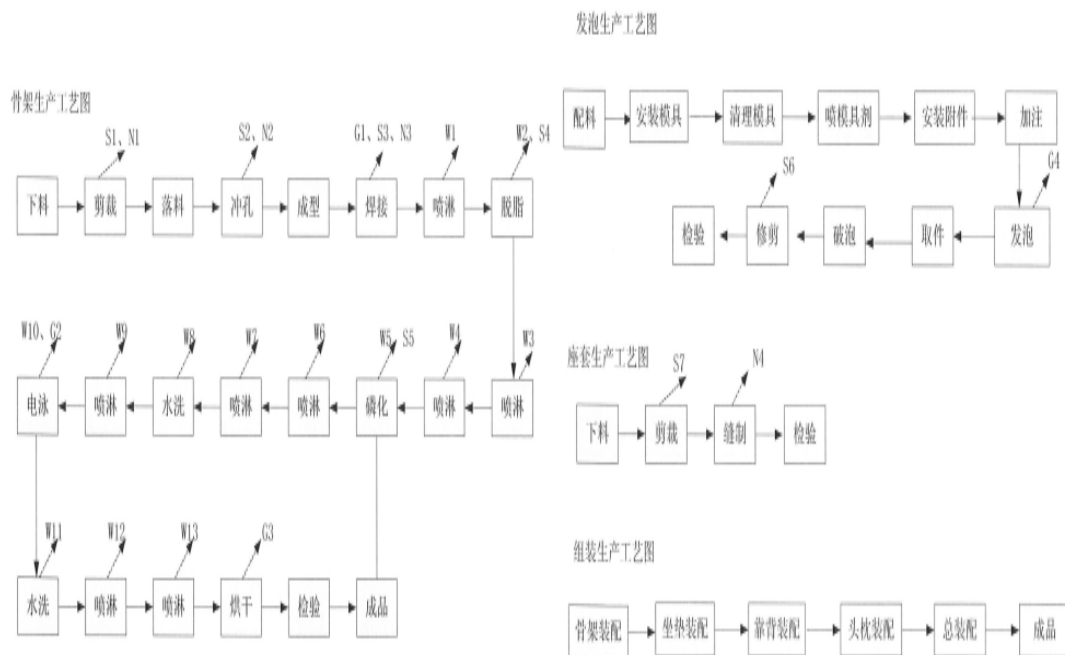 骨架生产工艺图
S1、N1
S2、N2
G1、S3、N3
W1
W2、S4
下料
剪裁
落料
冲孔
成型
焊接
喷淋
脱脂
W10、G2
W9
W8
W7
W6
W5、S5
W4
W3
电泳
喷淋
水洗
喷淋
喷淋
磷化
喷淋
喷淋
W11
W12
W13
G3
水洗
喷淋
喷淋
烘干
检验
成品
发泡生产工艺图
配料
安装模具
清理模具
喷模具剂
安装附件
加注
S6
G4
检验
修剪
破泡
取件
发泡
座套生产工艺图
S7
N4
下料
剪裁
缝制
检验
组装生产工艺图
骨架装配
坐垫装配
靠背装配
头枕装配
总装配
成品